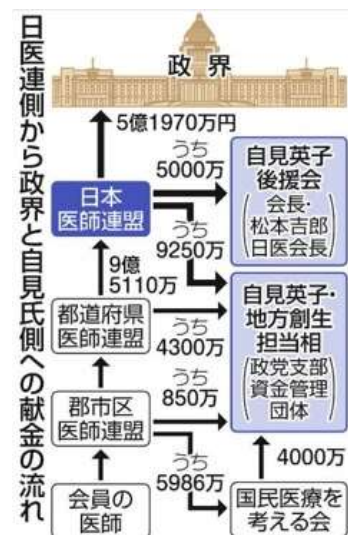 日医連側から政界と自見氏側への献金の流れ
政界
5億1970万円
うち
5000万
自見英子
後援会
(会長・
松本吉郎
日医会長)
日本
医師連盟
うち
9250万
9億
5110万
自見英子・
地方創生
担当相
(政党支部
資金管理
団体)
都道府県
医師連盟
うち
4300万
うち
850万
郡市区
医師連盟
4000万
うち
5986万
会員の
医師
国民医療を
考える会